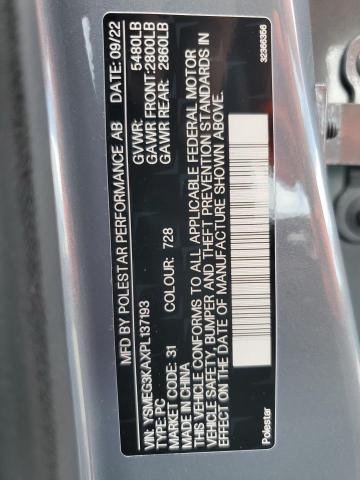 MFD BY POLESTAR PERFORMANCE AB DATE: 09/22
GVWR: 5480LB
GAWR FRONT: 2800LB
GAWR REAR: 2860LB
VIN: YSMEG3KAXPL137193
TYPE: PC
MARKET CODE: 31 COLOUR: 728
MADE IN CHINA
THIS VEHICLE CONFORMS TO ALL APPLICABLE FEDERAL MOTOR
VEHICLE SAFETY, BUMPER AND THEFT PREVENTION STANDARDS IN
EFFECT ON THE DATE OF MANUFACTURE SHOWN ABOVE.
Polestar
32366356